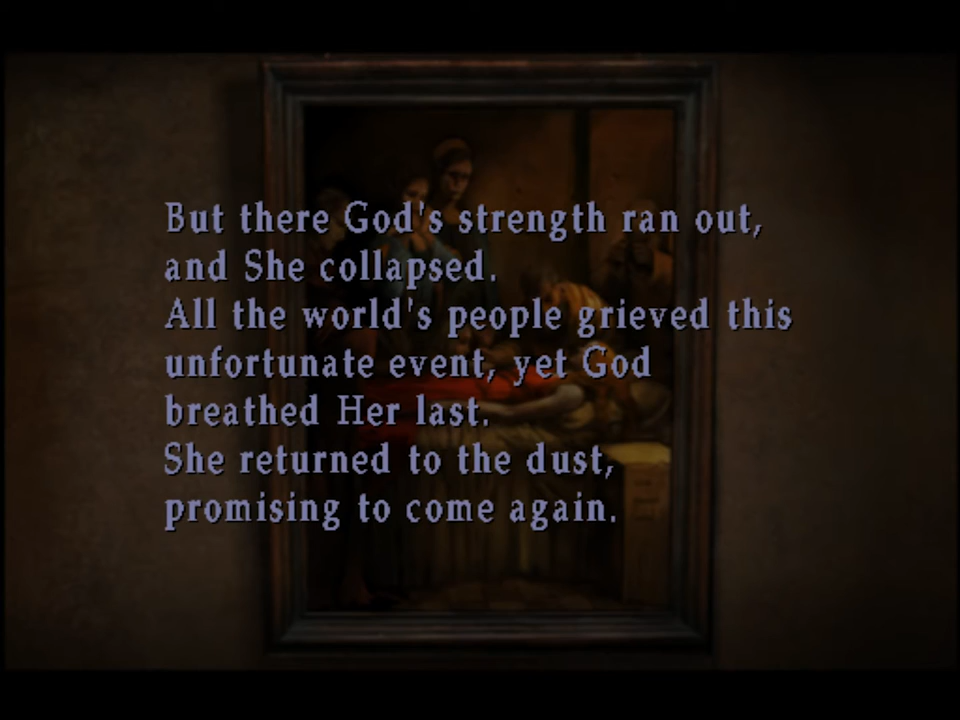 But there God's strength ran out,
and She collapsed.
All the world's people grieved this
unfortunate event, yet God
breathed Her last.
She returned to the dust,
promising to come again.